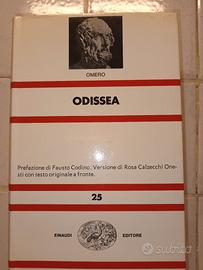 OMERO
ODISSEA
Prefazione di Fausto Codino. Versione di Rosa Calzecchi One-
sti con testo originale a fronte.
25
EINAUDI EDITORE
subito